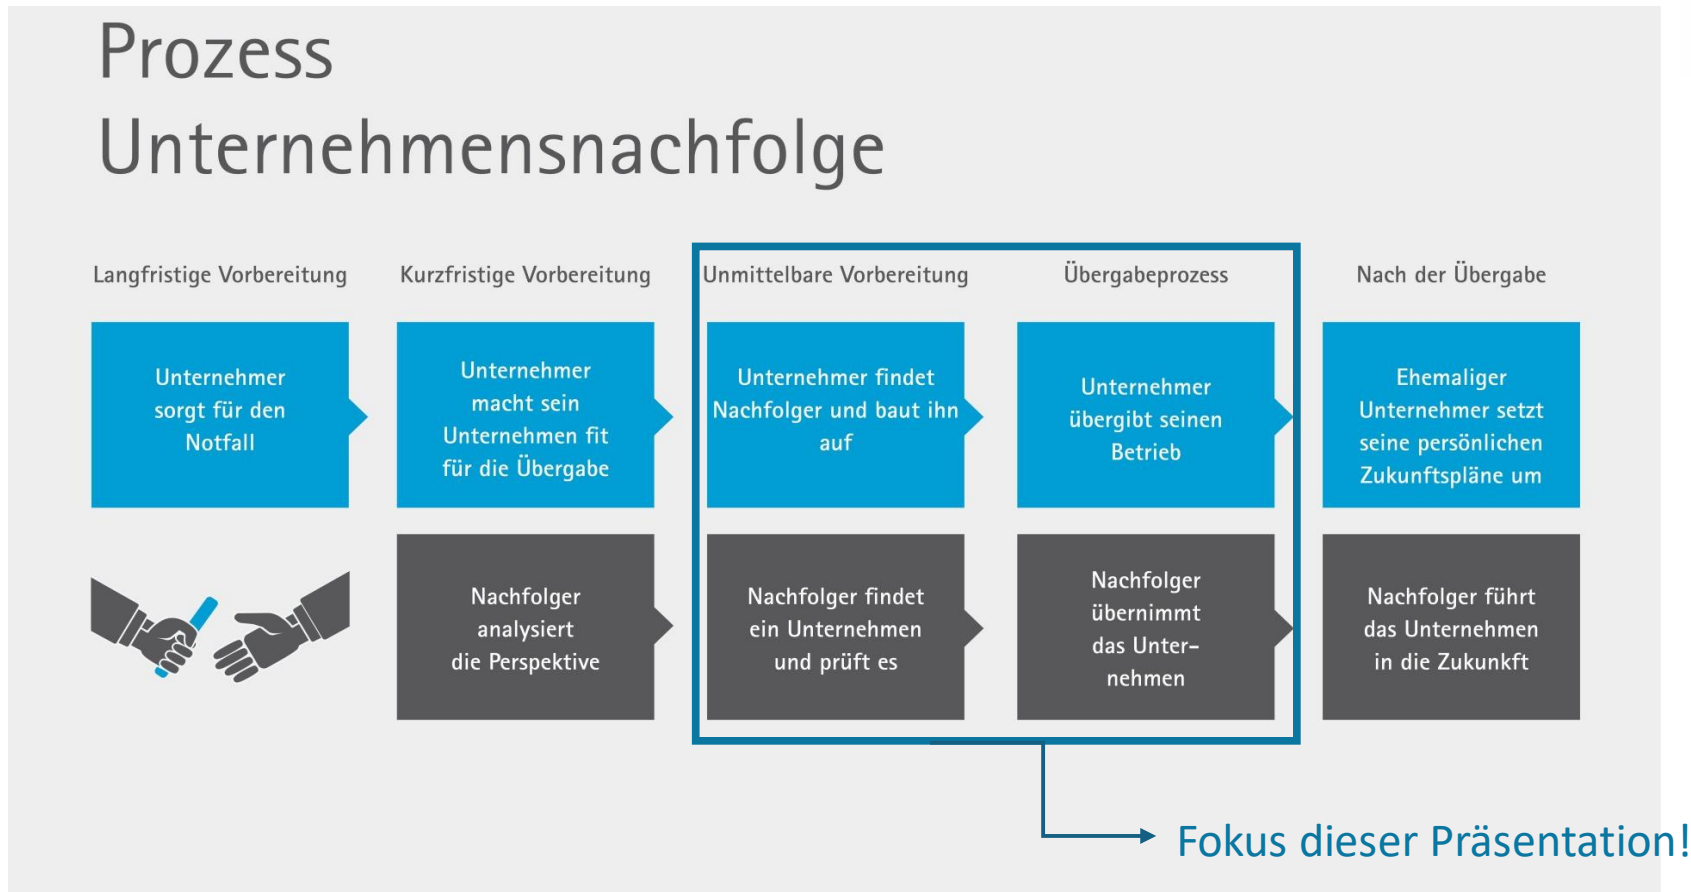 Prozess
Unternehmensnachfolge
Langfristige Vorbereitung
Kurzfristige Vorbereitung
Unmittelbare Vorbereitung
Übergabeprozess
Nach der Übergabe
Unternehmer
sorgt für den
Notfall
Unternehmer
macht sein
Unternehmen fit
für die Übergabe
Unternehmer findet
Nachfolger und baut ihn
auf
Unternehmer
übergibt seinen
Betrieb
Ehemaliger
Unternehmer setzt
seine persönlichen
Zukunftspläne um
Nachfolger
analysiert
die Perspektive
Nachfolger findet
ein Unternehmen
und prüft es
Nachfolger
übernimmt
das Unter-
nehmen
Nachfolger führt
das Unternehmen
in die Zukunkft
Fokus dieser Präsentation!